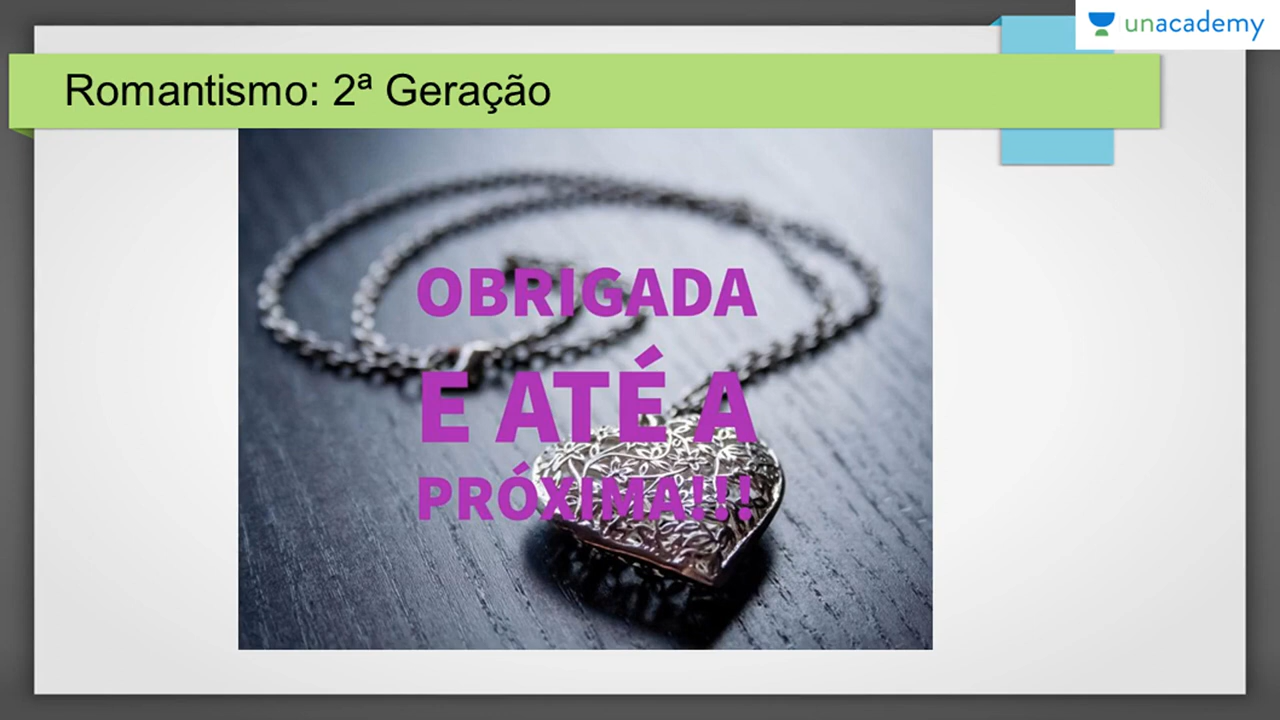 unacademy
Romantismo: 2ª Geração
OBRIGADA
E ATÉ A
PRÓXIMA!!!